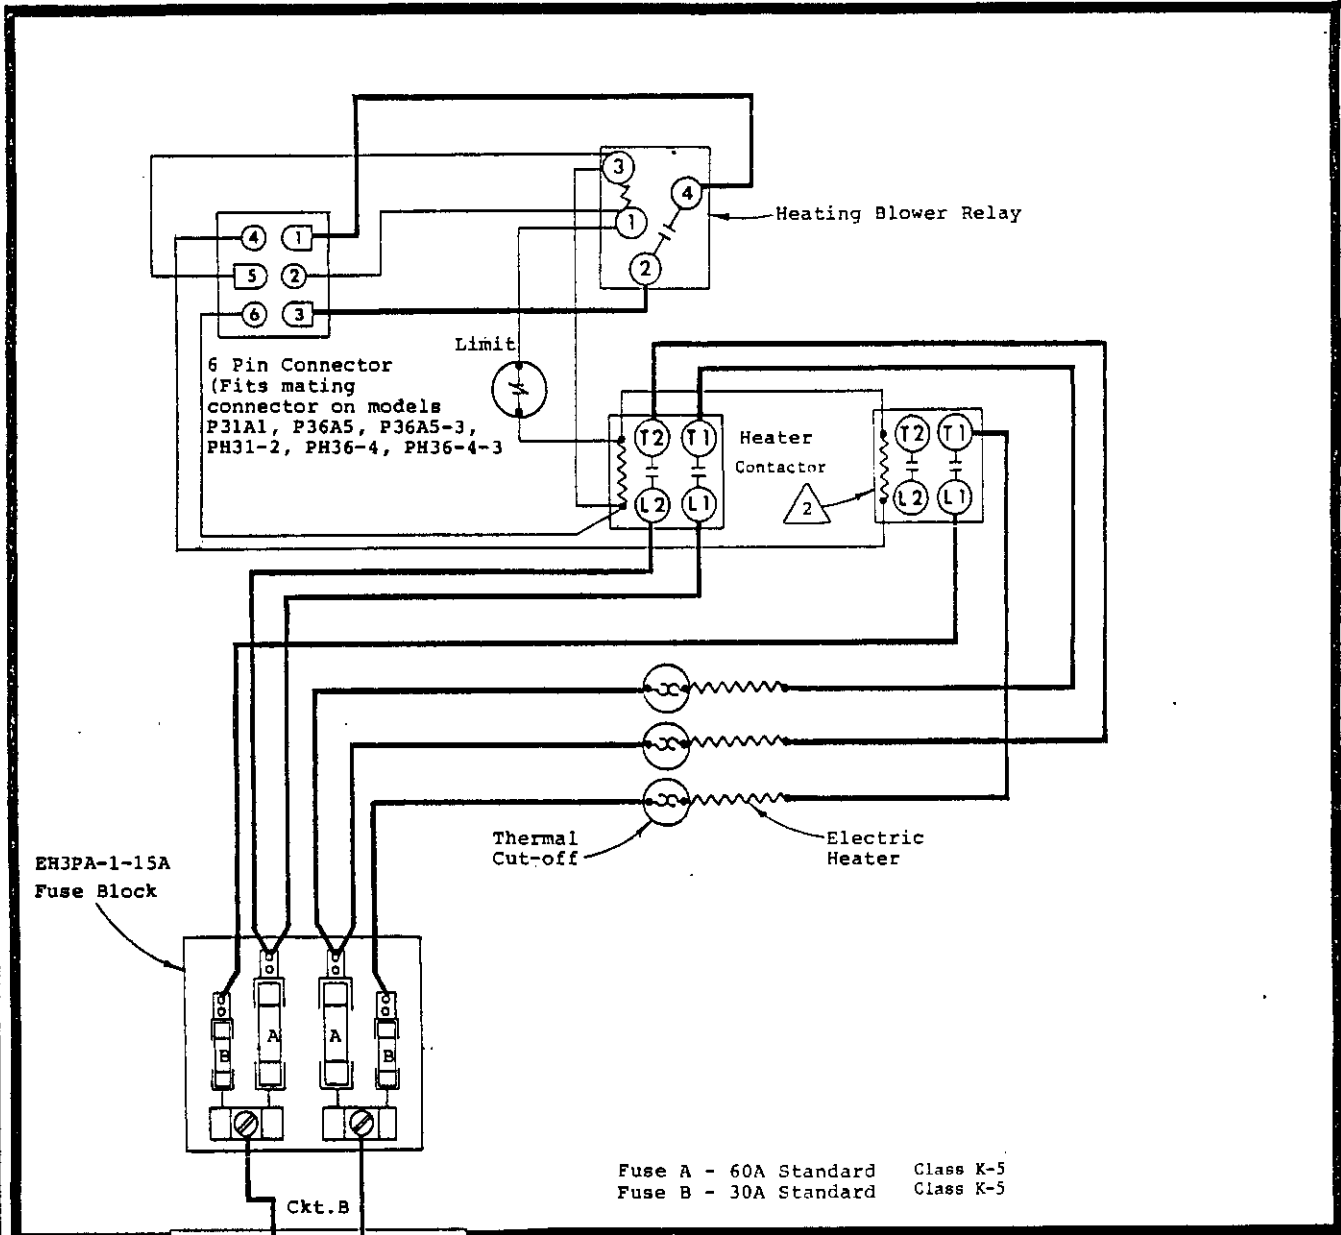 3
4
Heating Blower Relay
1
2
4 1
5 2
6 3
Limit
6 Pin Connector
(Fits mating
connector on models
P31A1, P36A5, P36A5-3,
PH31-2, PH36-4, PH36-4-3
T2 T1
L2 L1
Heater
Contactor
2
T2 T1
L2 L1
Thermal
Cut-off
Electric
Heater
EH3PA-1-15A
Fuse Block
B A A B
Ckt.B
Fuse A - 60A Standard Class K-5
Fuse B - 30A Standard Class K-5